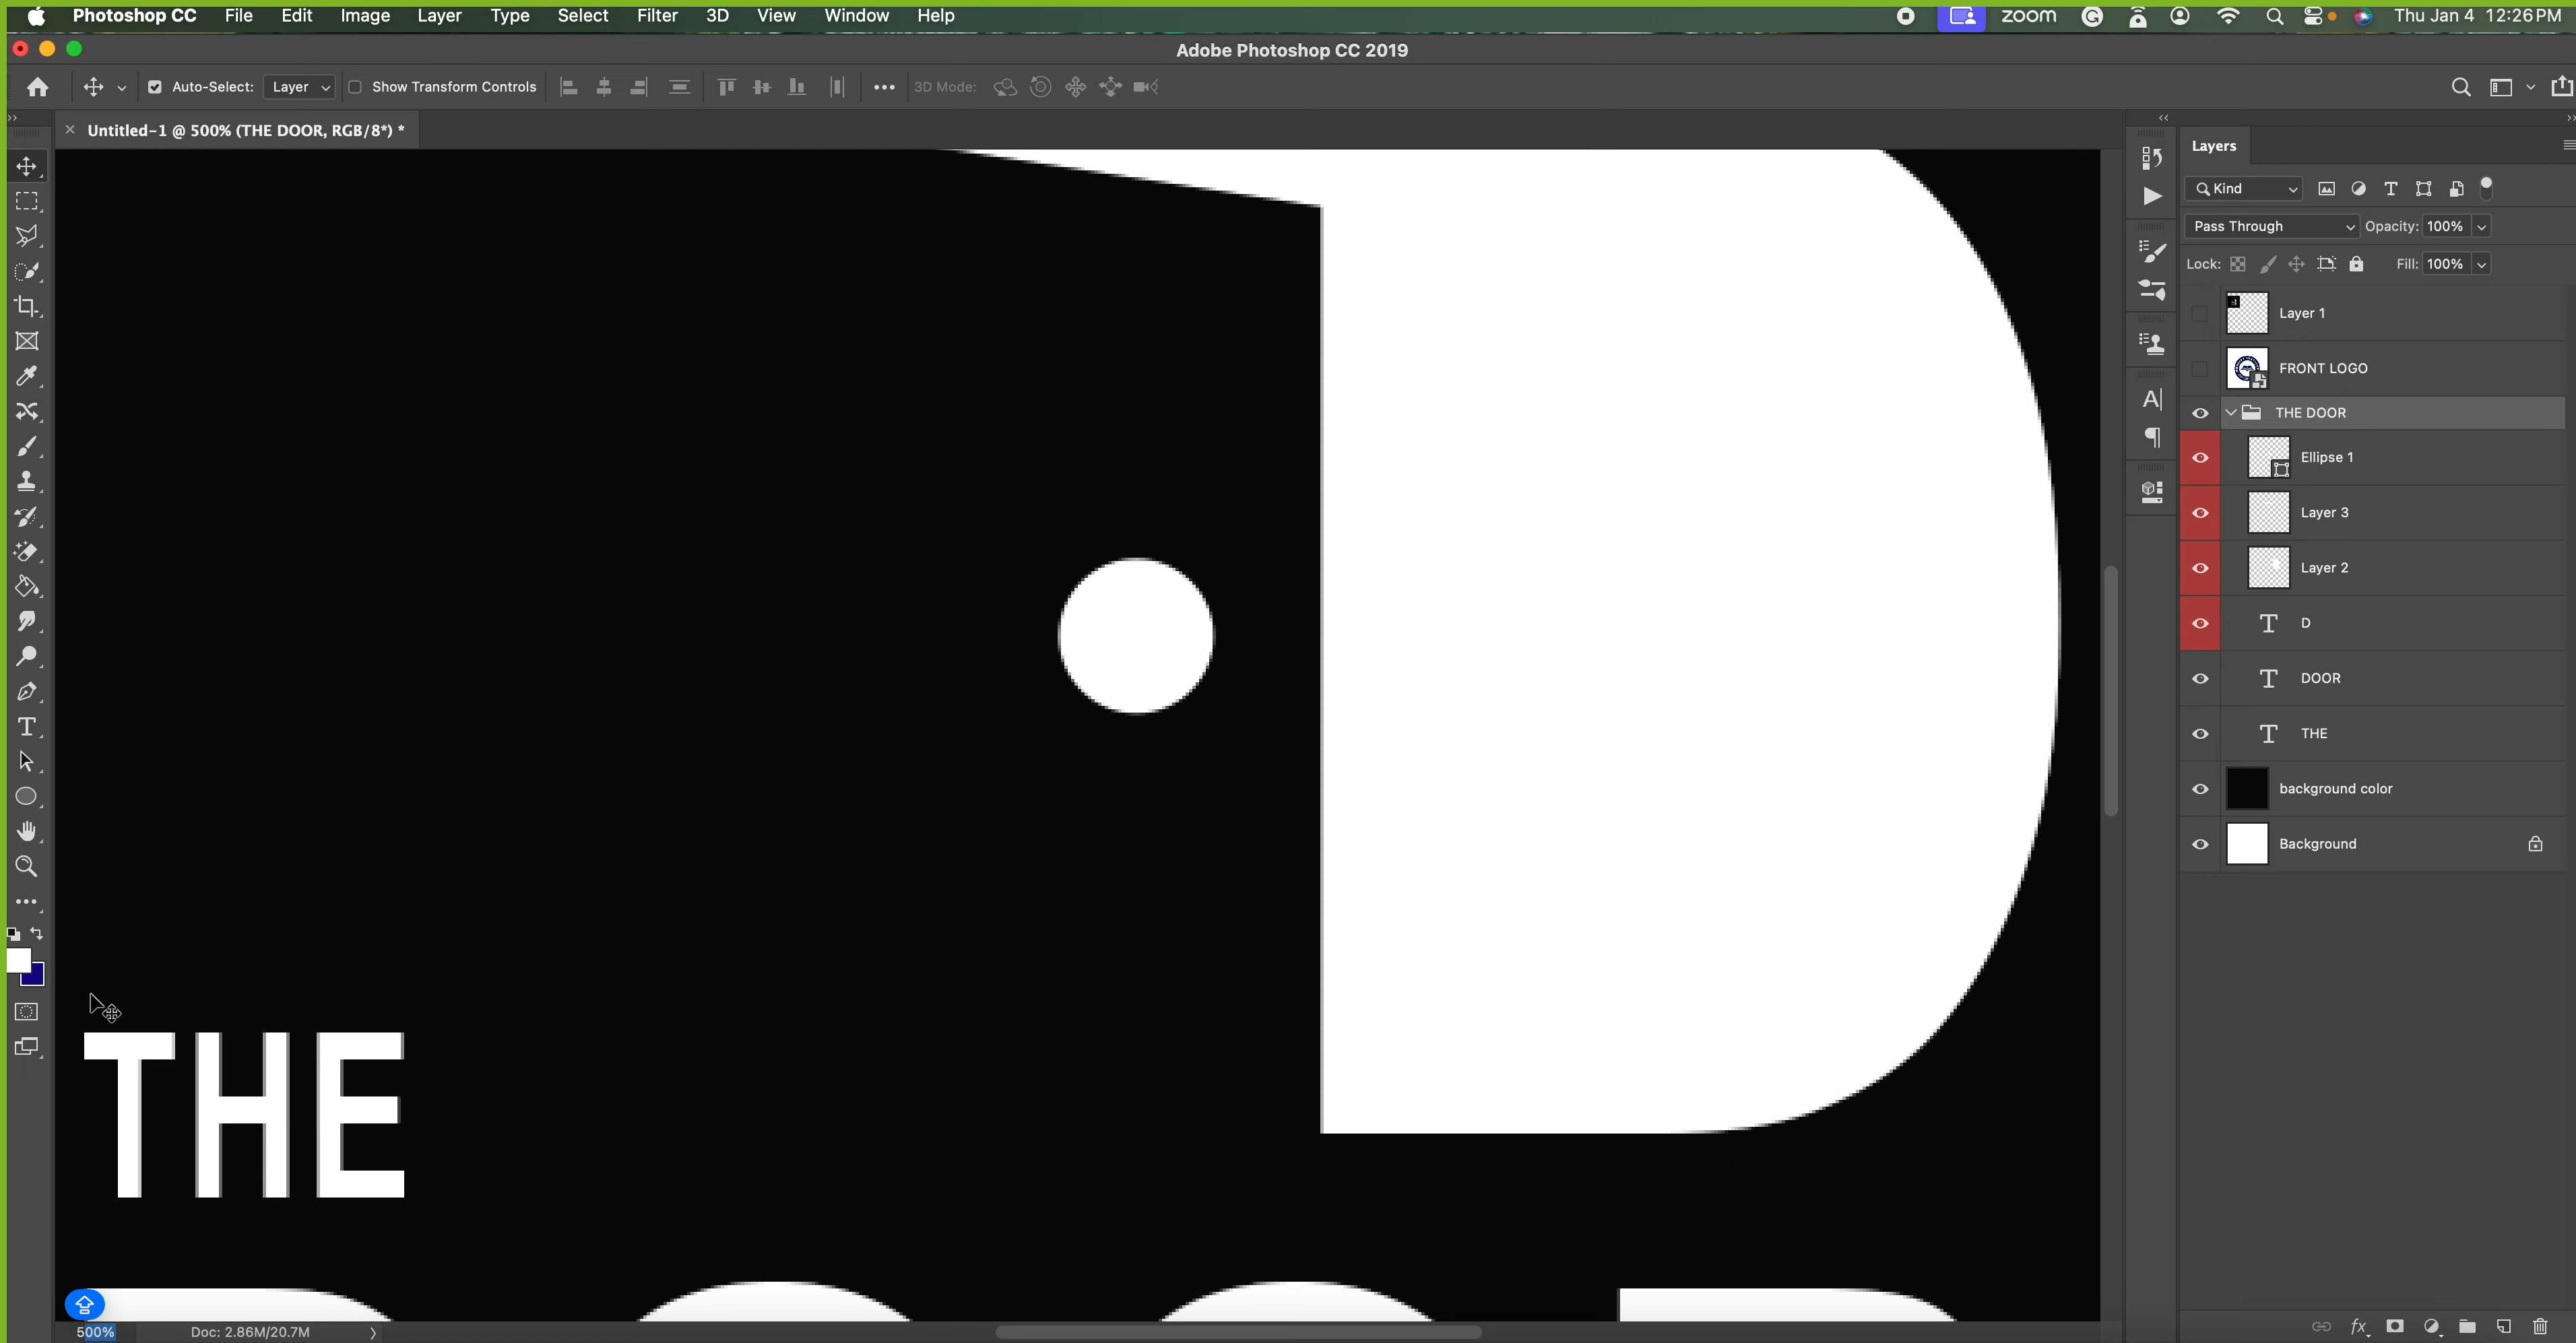 Photoshop CC File Edit Image Layer Type Select Filter 3D View Window Help zoom Thu Jan 4 12:26 PM
Adobe Photoshop CC 2019
Auto-Select: Layer Show Transform Controls 3D Mode:
Untitled-1 @ 500% (THE DOOR, RGB/8*) *
Layers
Kind
Pass Through Opacity: 100%
Lock: Fill: 100%
Layer 1
FRONT LOGO
THE DOOR
Ellipse 1
Layer 3
Layer 2
D
DOOR
THE
background color
Background
THE
500% Doc: 2.86M/20.7M